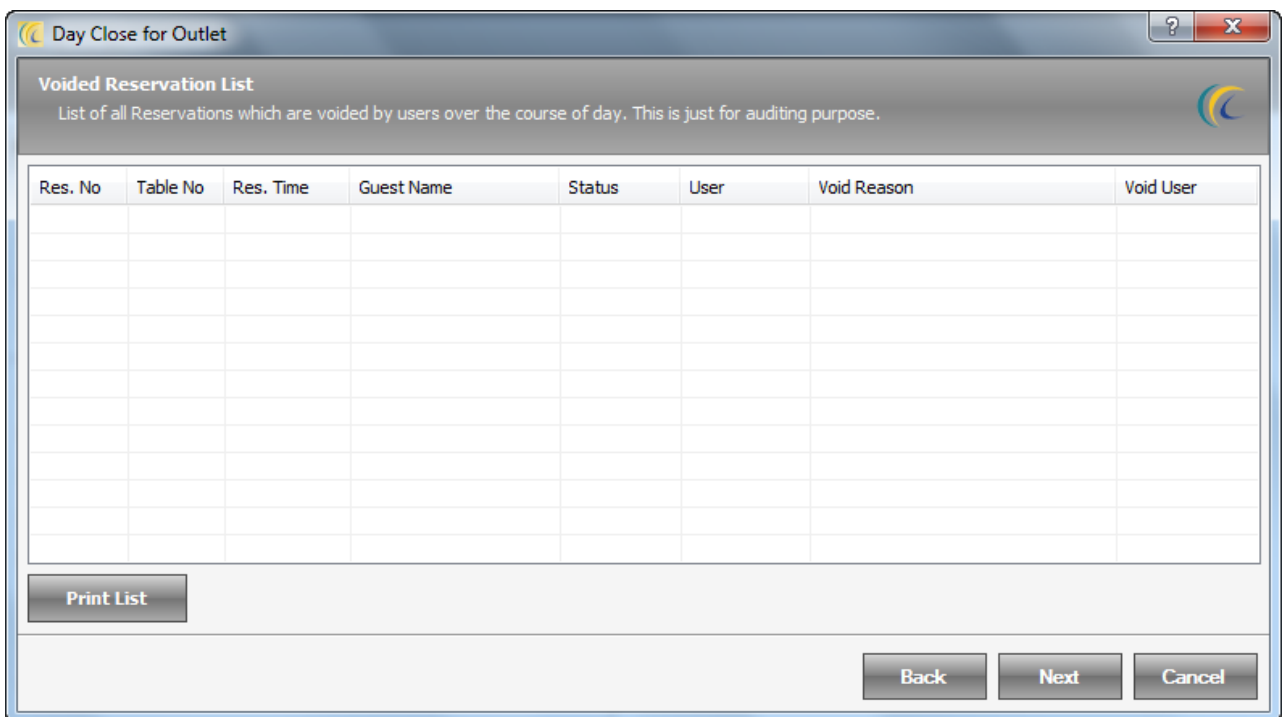 Day Close for Outlet
?
X
Voided Reservation List
List of all Reservations which are voided by users over the course of day. This is just for auditing purpose.
Res. No Table No Res. Time Guest Name Status User Void Reason Void User
Print List
Back Next Cancel